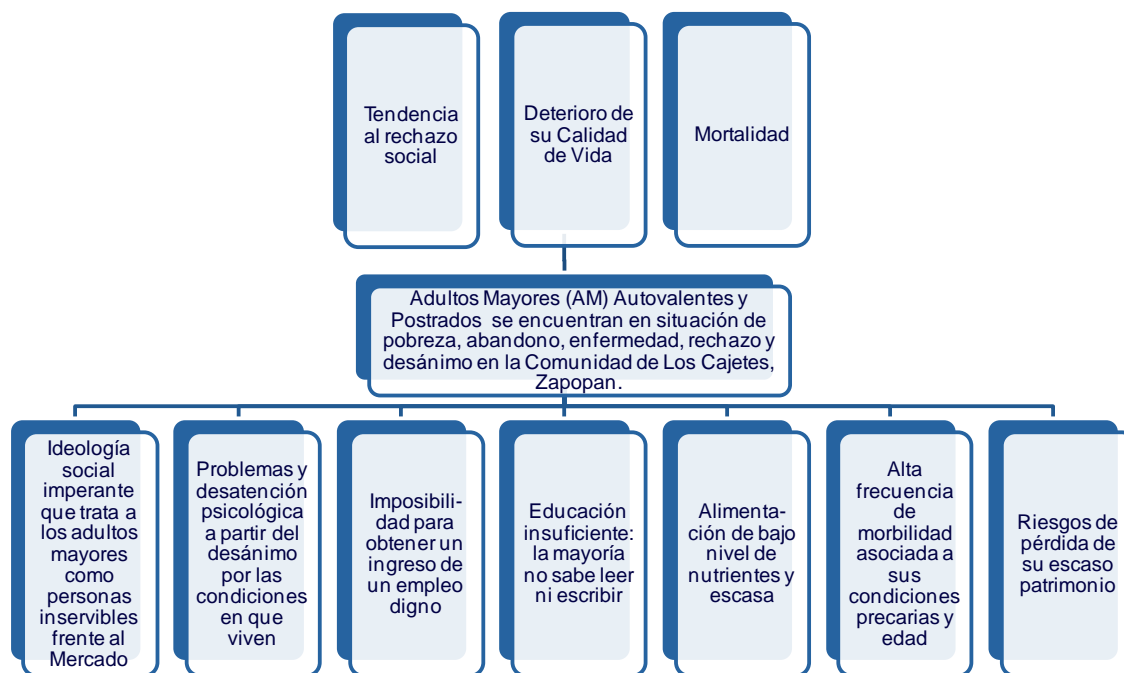 Tendencia
al rechazo
social
Deterioro de
su Calidad
de Vida
Mortalidad
Adultos Mayores (AM) Autovalentes y
Postrados se encuentran en situación de
pobreza, abandono, enfermedad, rechazo y
desánimo en la Comunidad de Los Cajetes,
Zapopan.
Ideología
social
imperante
que trata a
los adultos
mayores
como
personas
inservibles
frente al
Mercado
Problemas y
desatención
psicológica
a partir del
desánimo
por las
condiciones
en que
viven
Imposibili-
dad para
obtener un
ingreso de
un empleo
digno
Educación
insuficiente:
la mayoría
no sabe leer
ni escribir
Alimenta-
ción de bajo
nivel de
nutrientes y
escasa
Alta
frecuencia
de
morbilidad
asociada a
sus
condiciones
precarias y
edad
Riesgos de
pérdida de
su escaso
patrimonio